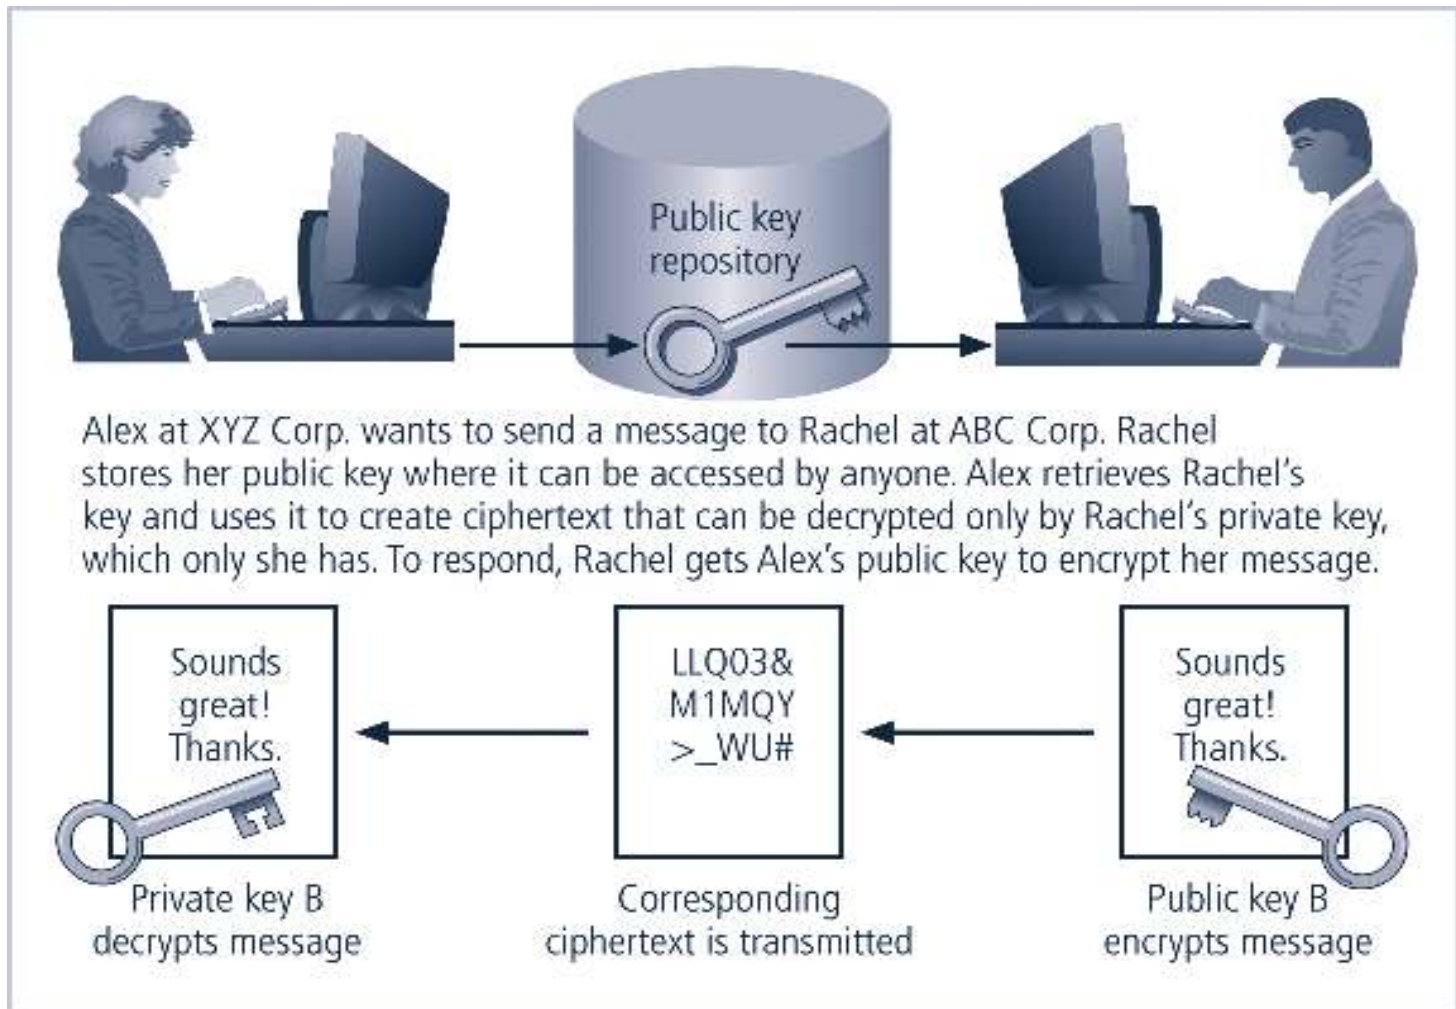 Public key
repository
Alex at XYZ Corp. wants to send a message to Rachel at ABC Corp. Rachel
stores her public key where it can be accessed by anyone. Alex retrieves Rachel's
key and uses it to create ciphertext that can be decrypted only by Rachel's private key,
which only she has. To respond, Rachel gets Alex's public key to encrypt her message.
Sounds
great!
Thanks.
Private key B
decrypts message
LLQ03&
M1MQY
>_WU#
Corresponding
ciphertext is transmitted
Sounds
great!
Thanks.
Public key B
encrypts message